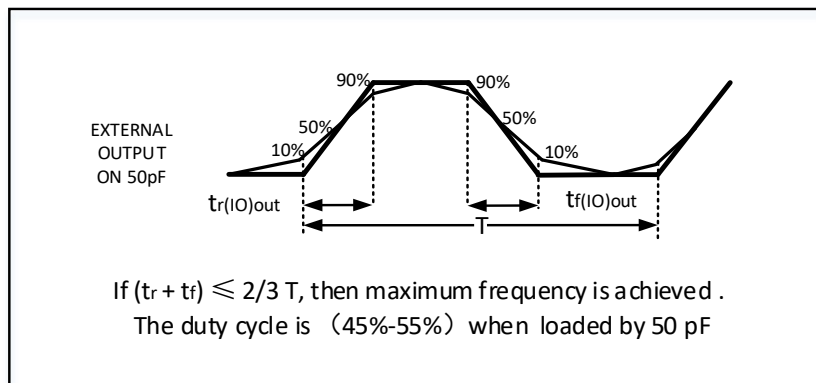 90%
90%
50%
50%
10%
10%
EXTERNAL
OUTPUT
ON 50pF
tr(IO)out
tf(IO)out
T
If (tr + tf) ≤ 2/3 T, then maximum frequency is achieved .
The duty cycle is （45%-55%）when loaded by 50 pF